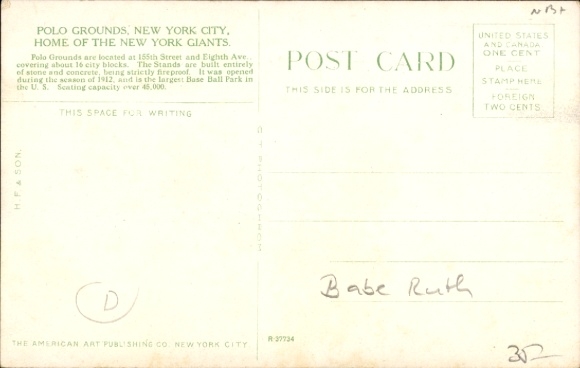 POLO GROUNDS, NEW YORK CITY,
HOME OF THE NEW YORK GIANTS.
Polo Grounds are located at 155th Street and Eighth Ave.
covering about 16 city blocks. The Stands are built entirely
of stone and concrete, being strictly fireproof. It was opened
during the season of 1912, and is the largest Base Ball Park in
the U. S. Seating capacity over 45,000.
THIS SPACE FOR WRITING
H. F. & SON.
D
THE AMERICAN ART PUBLISHING CO. NEW YORK CITY
POST CARD
THIS SIDE IS FOR THE ADDRESS
UNITED STATES
AND CANADA
ONE CENT
PLACE
STAMP HERE
FOREIGN
TWO CENTS
Babe Ruth
R-27734